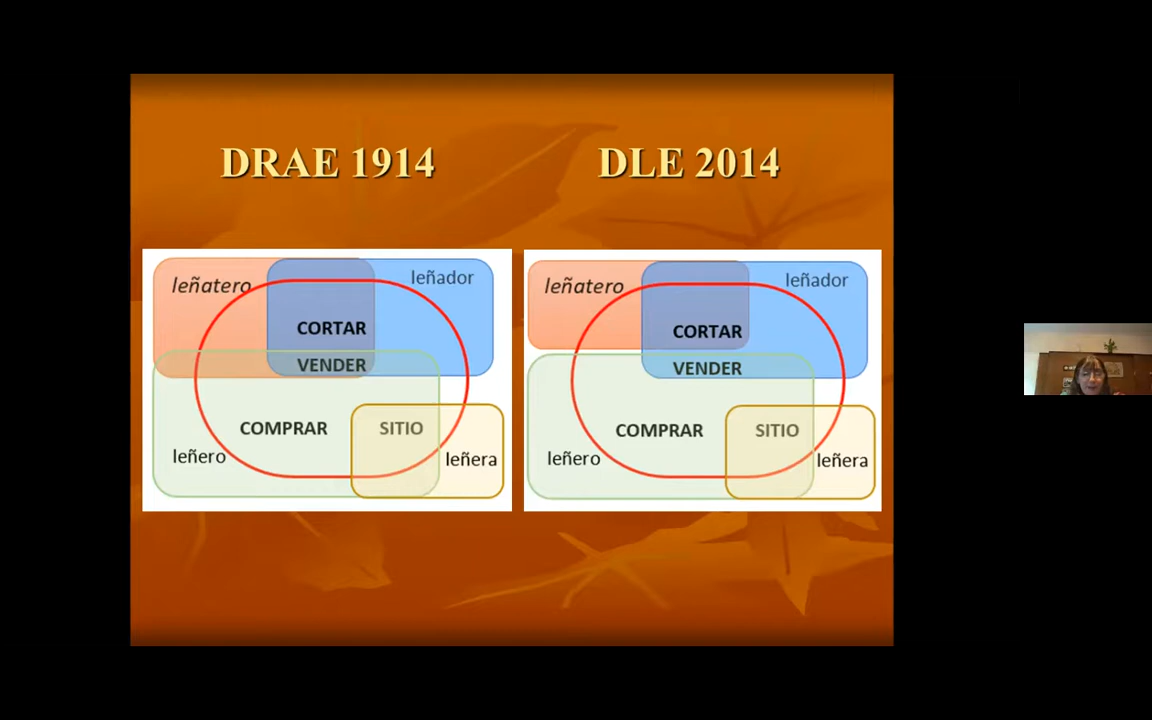 DRAE 1914
leñatero
leñador
CORTAR
VENDER
COMPRAR
SITIO
leñero
leñera
DLE 2014
leñatero
leñador
CORTAR
VENDER
COMPRAR
SITIO
leñero
leñera